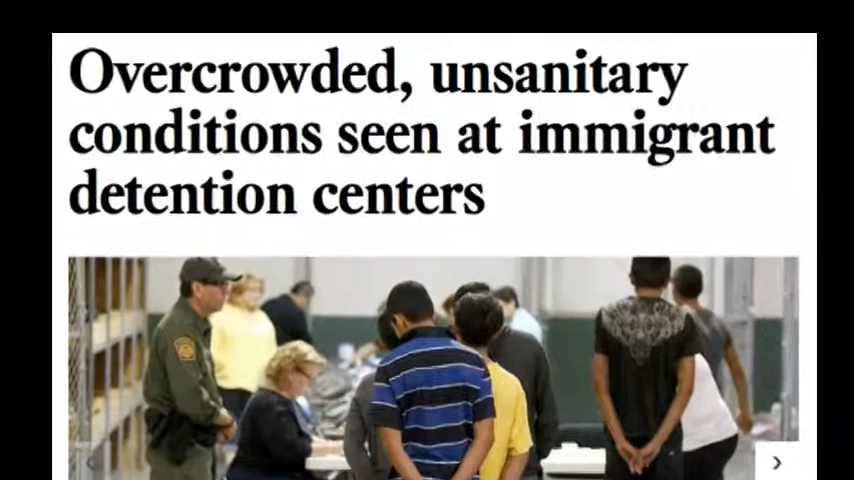 Overcrowded, unsanitary
conditions seen at immigrant
detention centers